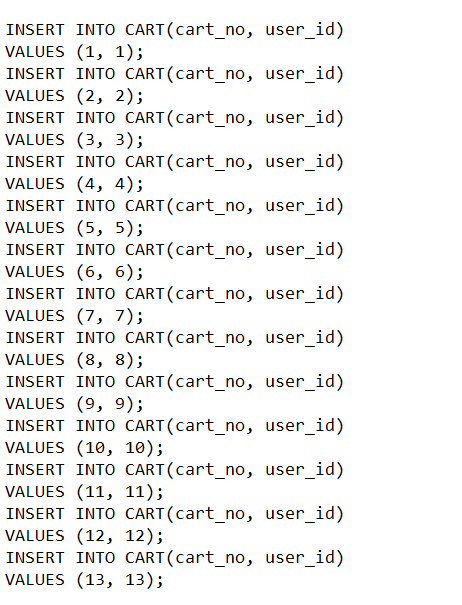 INSERT INTO CART(cart_no, user_id)
VALUES (1, 1);
INSERT INTO CART(cart_no, user_id)
VALUES (2, 2);
INSERT INTO CART(cart_no, user_id)
VALUES (3, 3);
INSERT INTO CART(cart_no, user_id)
VALUES (4, 4);
INSERT INTO CART(cart_no, user_id)
VALUES (5, 5);
INSERT INTO CART(cart_no, user_id)
VALUES (6, 6);
INSERT INTO CART(cart_no, user_id)
VALUES (7, 7);
INSERT INTO CART(cart_no, user_id)
VALUES (8, 8);
INSERT INTO CART(cart_no, user_id)
VALUES (9, 9);
INSERT INTO CART(cart_no, user_id)
VALUES (10, 10);
INSERT INTO CART(cart_no, user_id)
VALUES (11, 11);
INSERT INTO CART(cart_no, user_id)
VALUES (12, 12);
INSERT INTO CART(cart_no, user_id)
VALUES (13, 13);